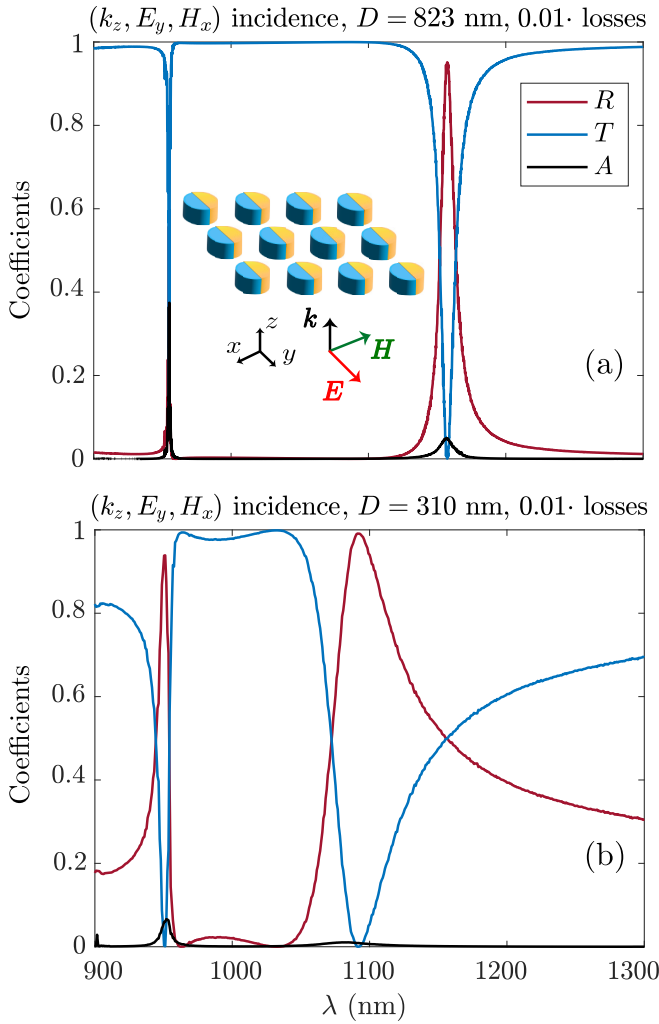 (k_z, E_y, H_x) incidence, D = 823 nm, 0.01· losses
1
0.8
0.6
0.4
0.2
0
Coefficients
R
T
A
k
H
E
z
x
y
(a)
(k_z, E_y, H_x) incidence, D = 310 nm, 0.01· losses
1
0.8
0.6
0.4
0.2
0
Coefficients
(b)
900 1000 1100 1200 1300
λ (nm)